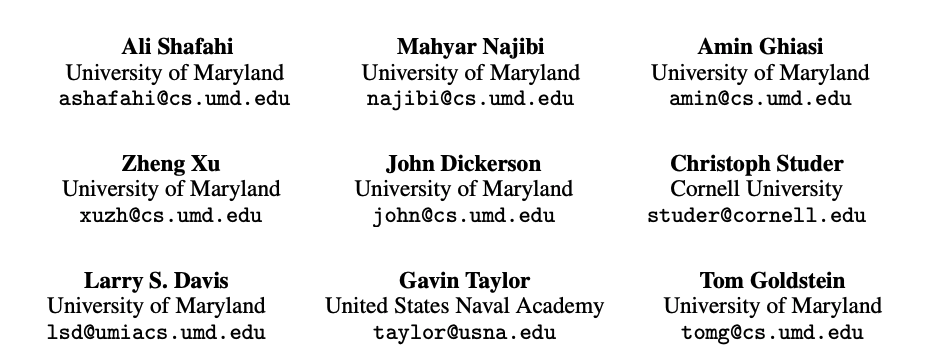 Ali Shafahi
University of Maryland
ashafahi@cs.umd.edu
Mahyar Najibi
University of Maryland
najibi@cs.umd.edu
Amin Ghiasi
University of Maryland
amin@cs.umd.edu
Zheng Xu
University of Maryland
xuzh@cs.umd.edu
John Dickerson
University of Maryland
john@cs.umd.edu
Christoph Studer
Cornell University
studer@cornell.edu
Larry S. Davis
University of Maryland
lsd@umiacs.umd.edu
Gavin Taylor
United States Naval Academy
taylor@usna.edu
Tom Goldstein
University of Maryland
tomg@cs.umd.edu